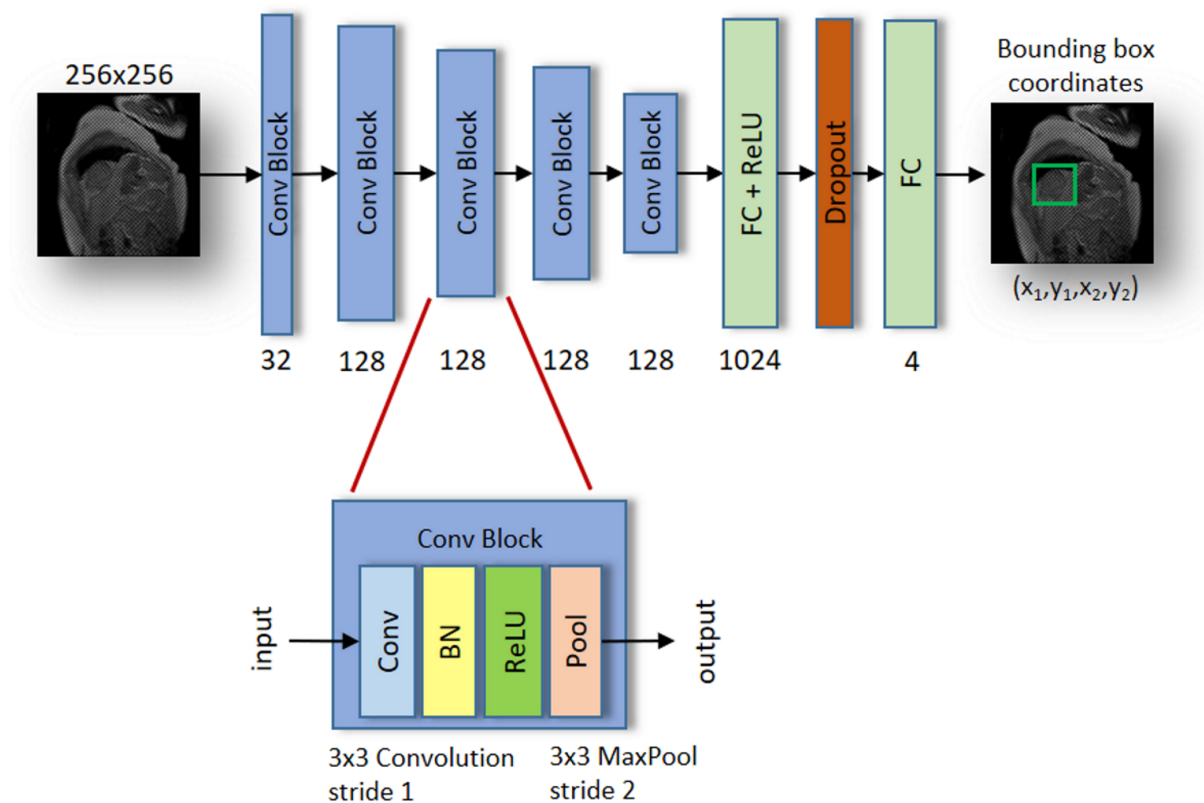 256x256
Conv Block
Conv Block
Conv Block
Conv Block
Conv Block
FC + ReLU
Dropout
FC
Bounding box
coordinates
(x₁,y₁,x₂,y₂)
32
128
128
128
128
1024
4
Conv Block
input
Conv
BN
ReLU
Pool
output
3x3 Convolution
stride 1
3x3 MaxPool
stride 2